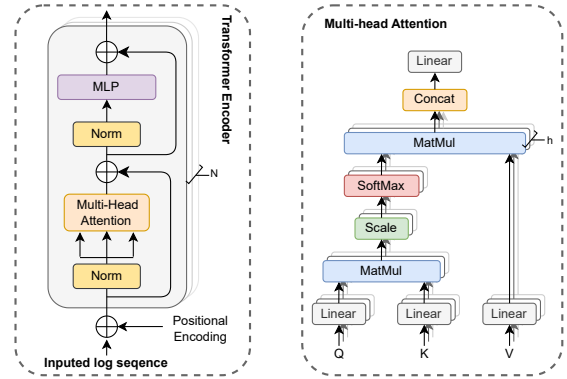 Transformer Encoder
MLP
Norm
N
Multi-Head
Attention
Norm
Positional
Encoding
Inputed log seqence
Multi-head Attention
Linear
Concat
MatMul
h
SoftMax
Scale
MatMul
Linear
Linear
Linear
Q
K
V